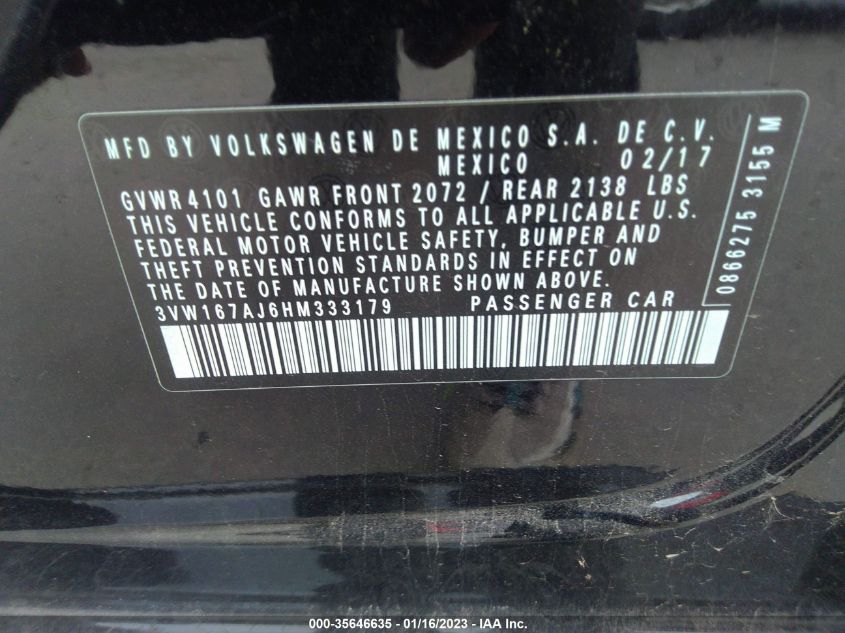 MFD BY VOLKSWAGEN DE MEXICO S.A. DE C.V.
MEXICO 02/17
GVWR 4101 GAWR FRONT 2072 / REAR 2138 LBS
THIS VEHICLE CONFORMS TO ALL APPLICABLE U.S.
FEDERAL MOTOR VEHICLE SAFETY, BUMPER AND
THEFT PREVENTION STANDARDS IN EFFECT ON
THE DATE OF MANUFACTURE SHOWN ABOVE.
3VW167AJ6HM333179 PASSENGER CAR
0866275 3155 M
000-35646635 - 01/16/2023 - IAA Inc.